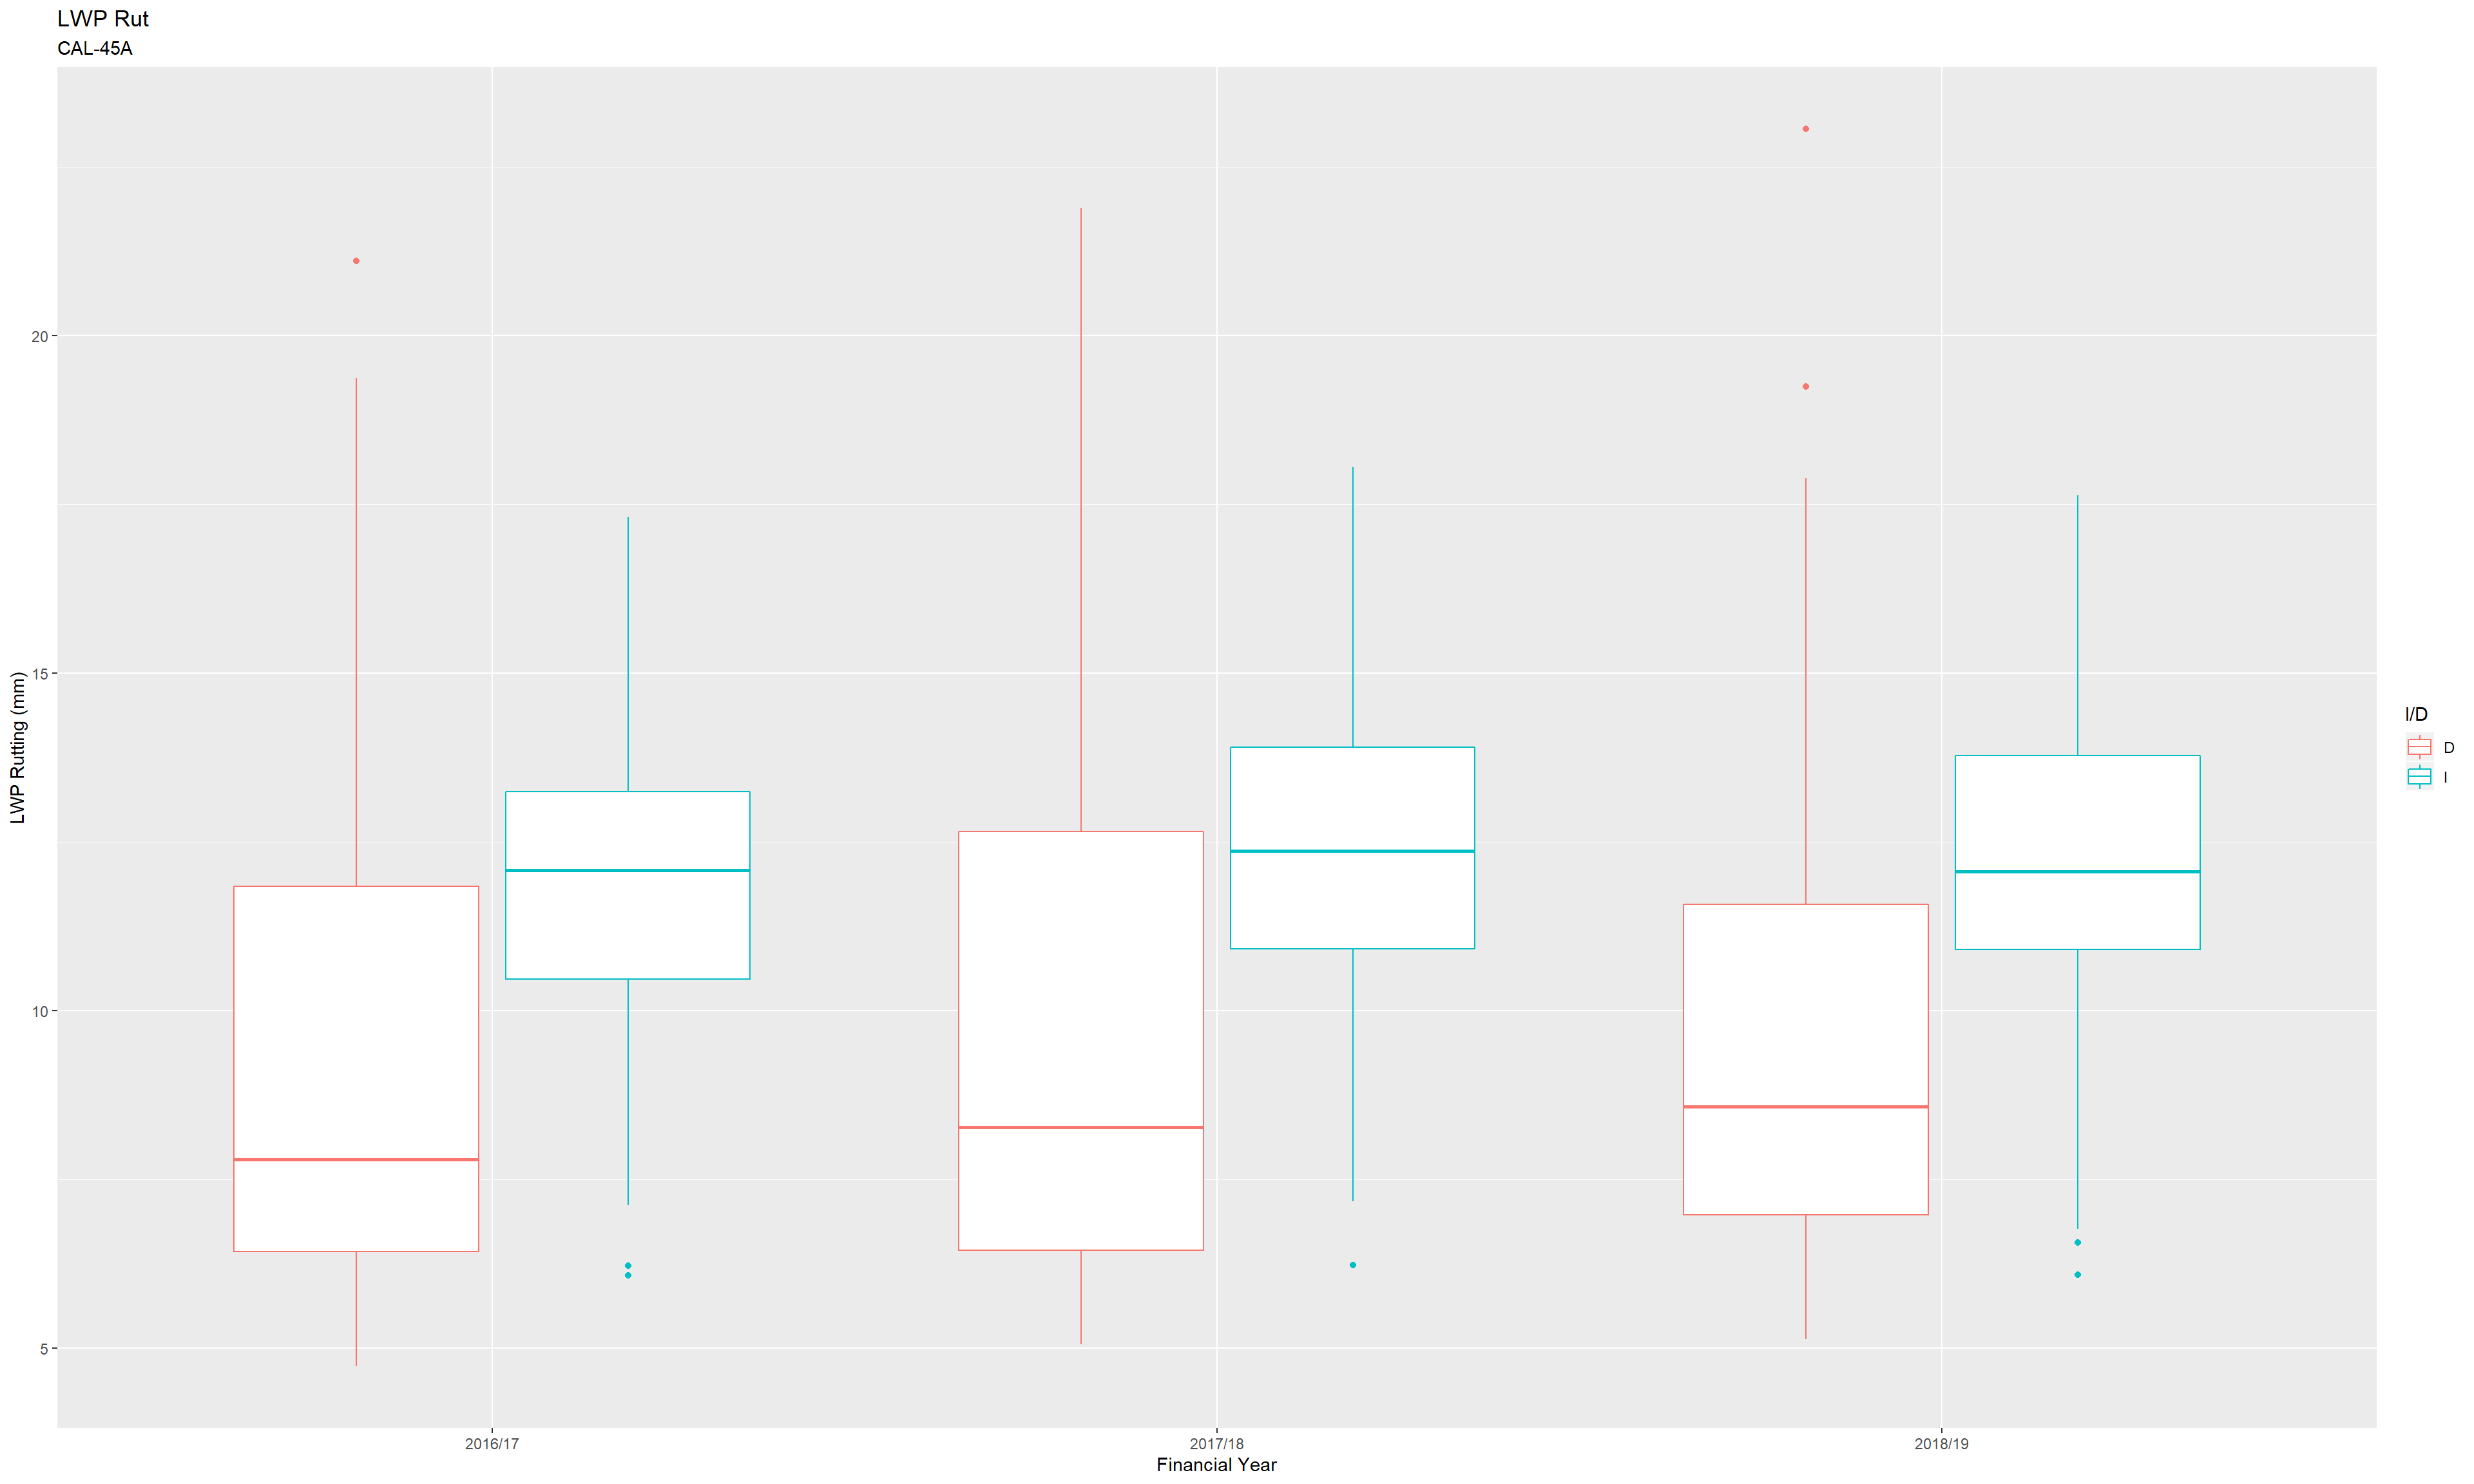 LWP Rut
CAL-45A
LWP Rutting (mm)
20
15
10
5
2016/17
2017/18
2018/19
Financial Year
I/D
D
I